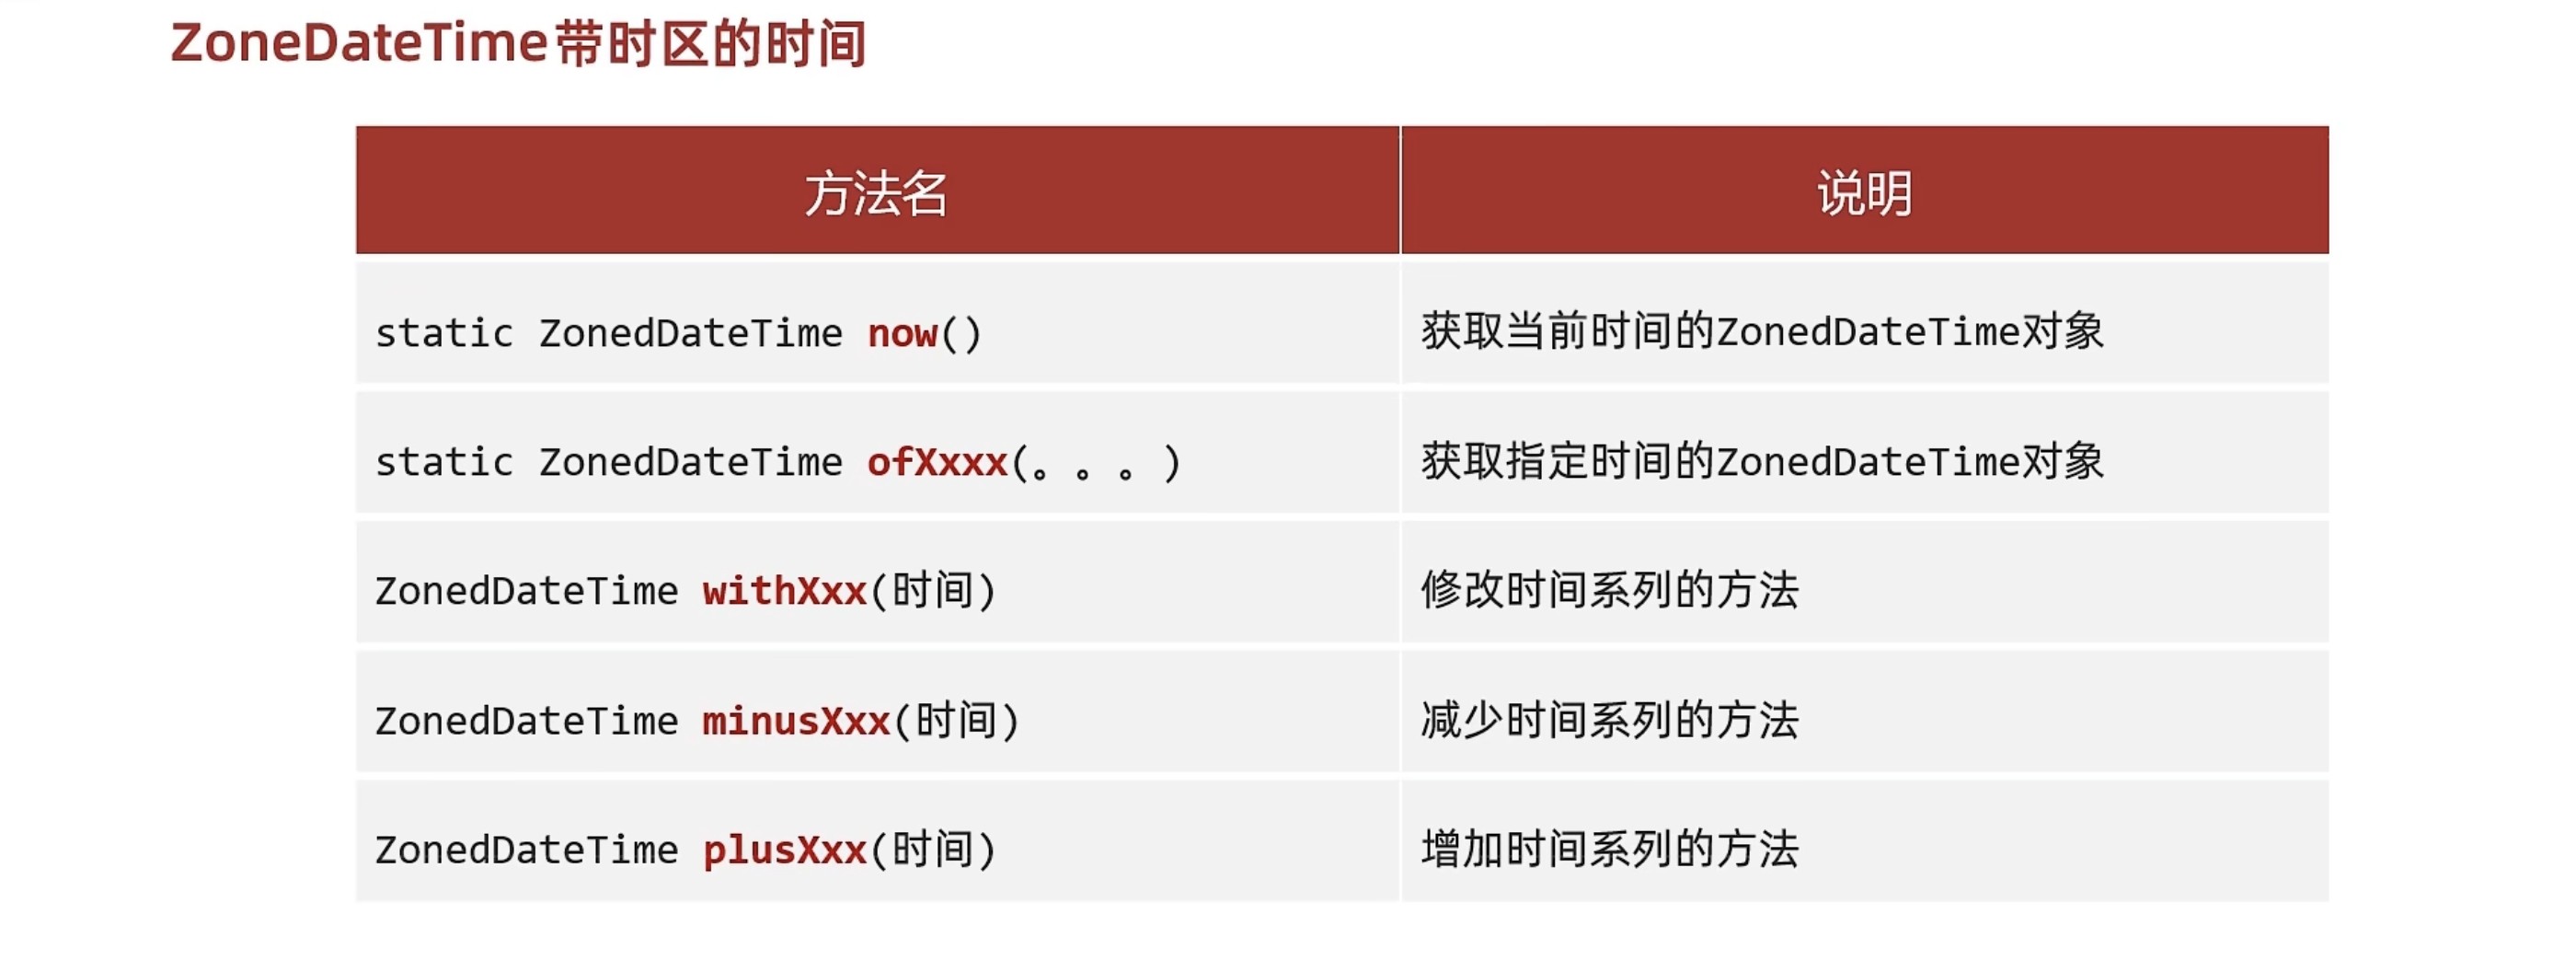 ZoneDateTime带时区的时间
方法名 说明
static ZonedDateTime now() 获取当前时间的ZonedDateTime对象
static ZonedDateTime ofXxxx(。。。) 获取指定时间的ZonedDateTime对象
ZonedDateTime withXxx(时间) 修改时间系列的方法
ZonedDateTime minusXxx(时间) 减少时间系列的方法
ZonedDateTime plusXxx(时间) 增加时间系列的方法